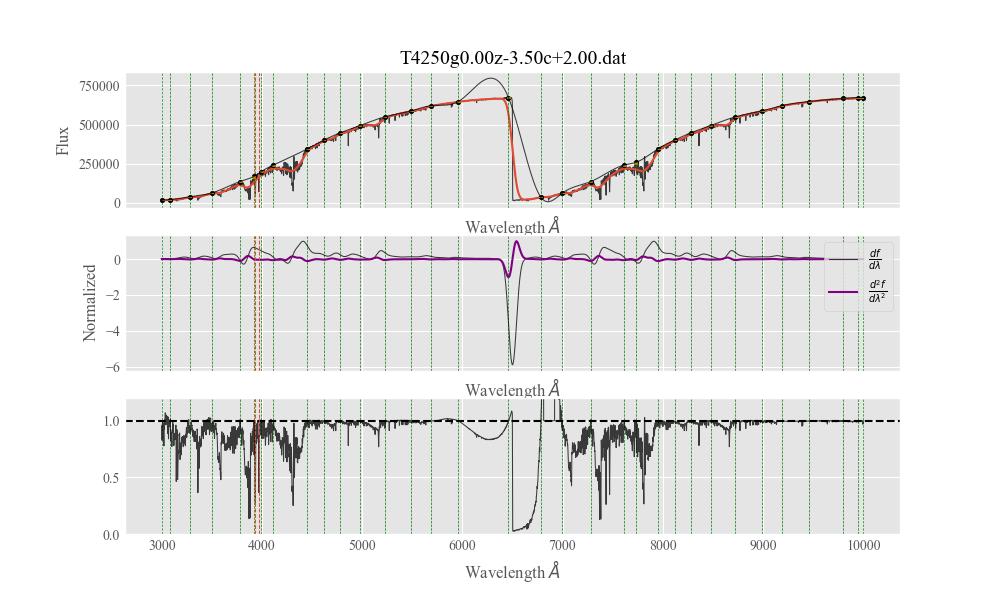 T4250g0.00z-3.50c+2.00.dat
Flux
750000
500000
250000
0
Wavelength Å
Normalized
0
−2
−4
−6
df
dλ
d²f
dλ²
Wavelength Å
1.0
0.5
0.0
3000 4000 5000 6000 7000 8000 9000 10000
Wavelength Å